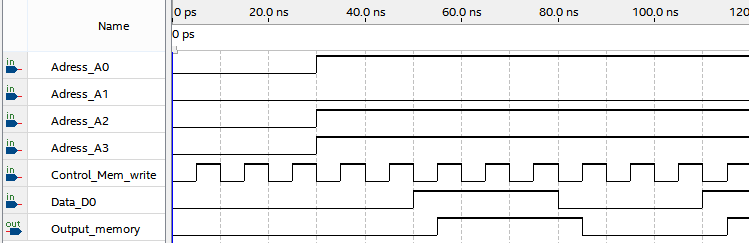 Name
0 ps 20.0 ns 40.0 ns 60.0 ns 80.0 ns 100.0 ns 120
0 ps
in Adress_A0
in Adress_A1
in Adress_A2
in Adress_A3
in Control_Mem_write
in Data_D0
out Output_memory